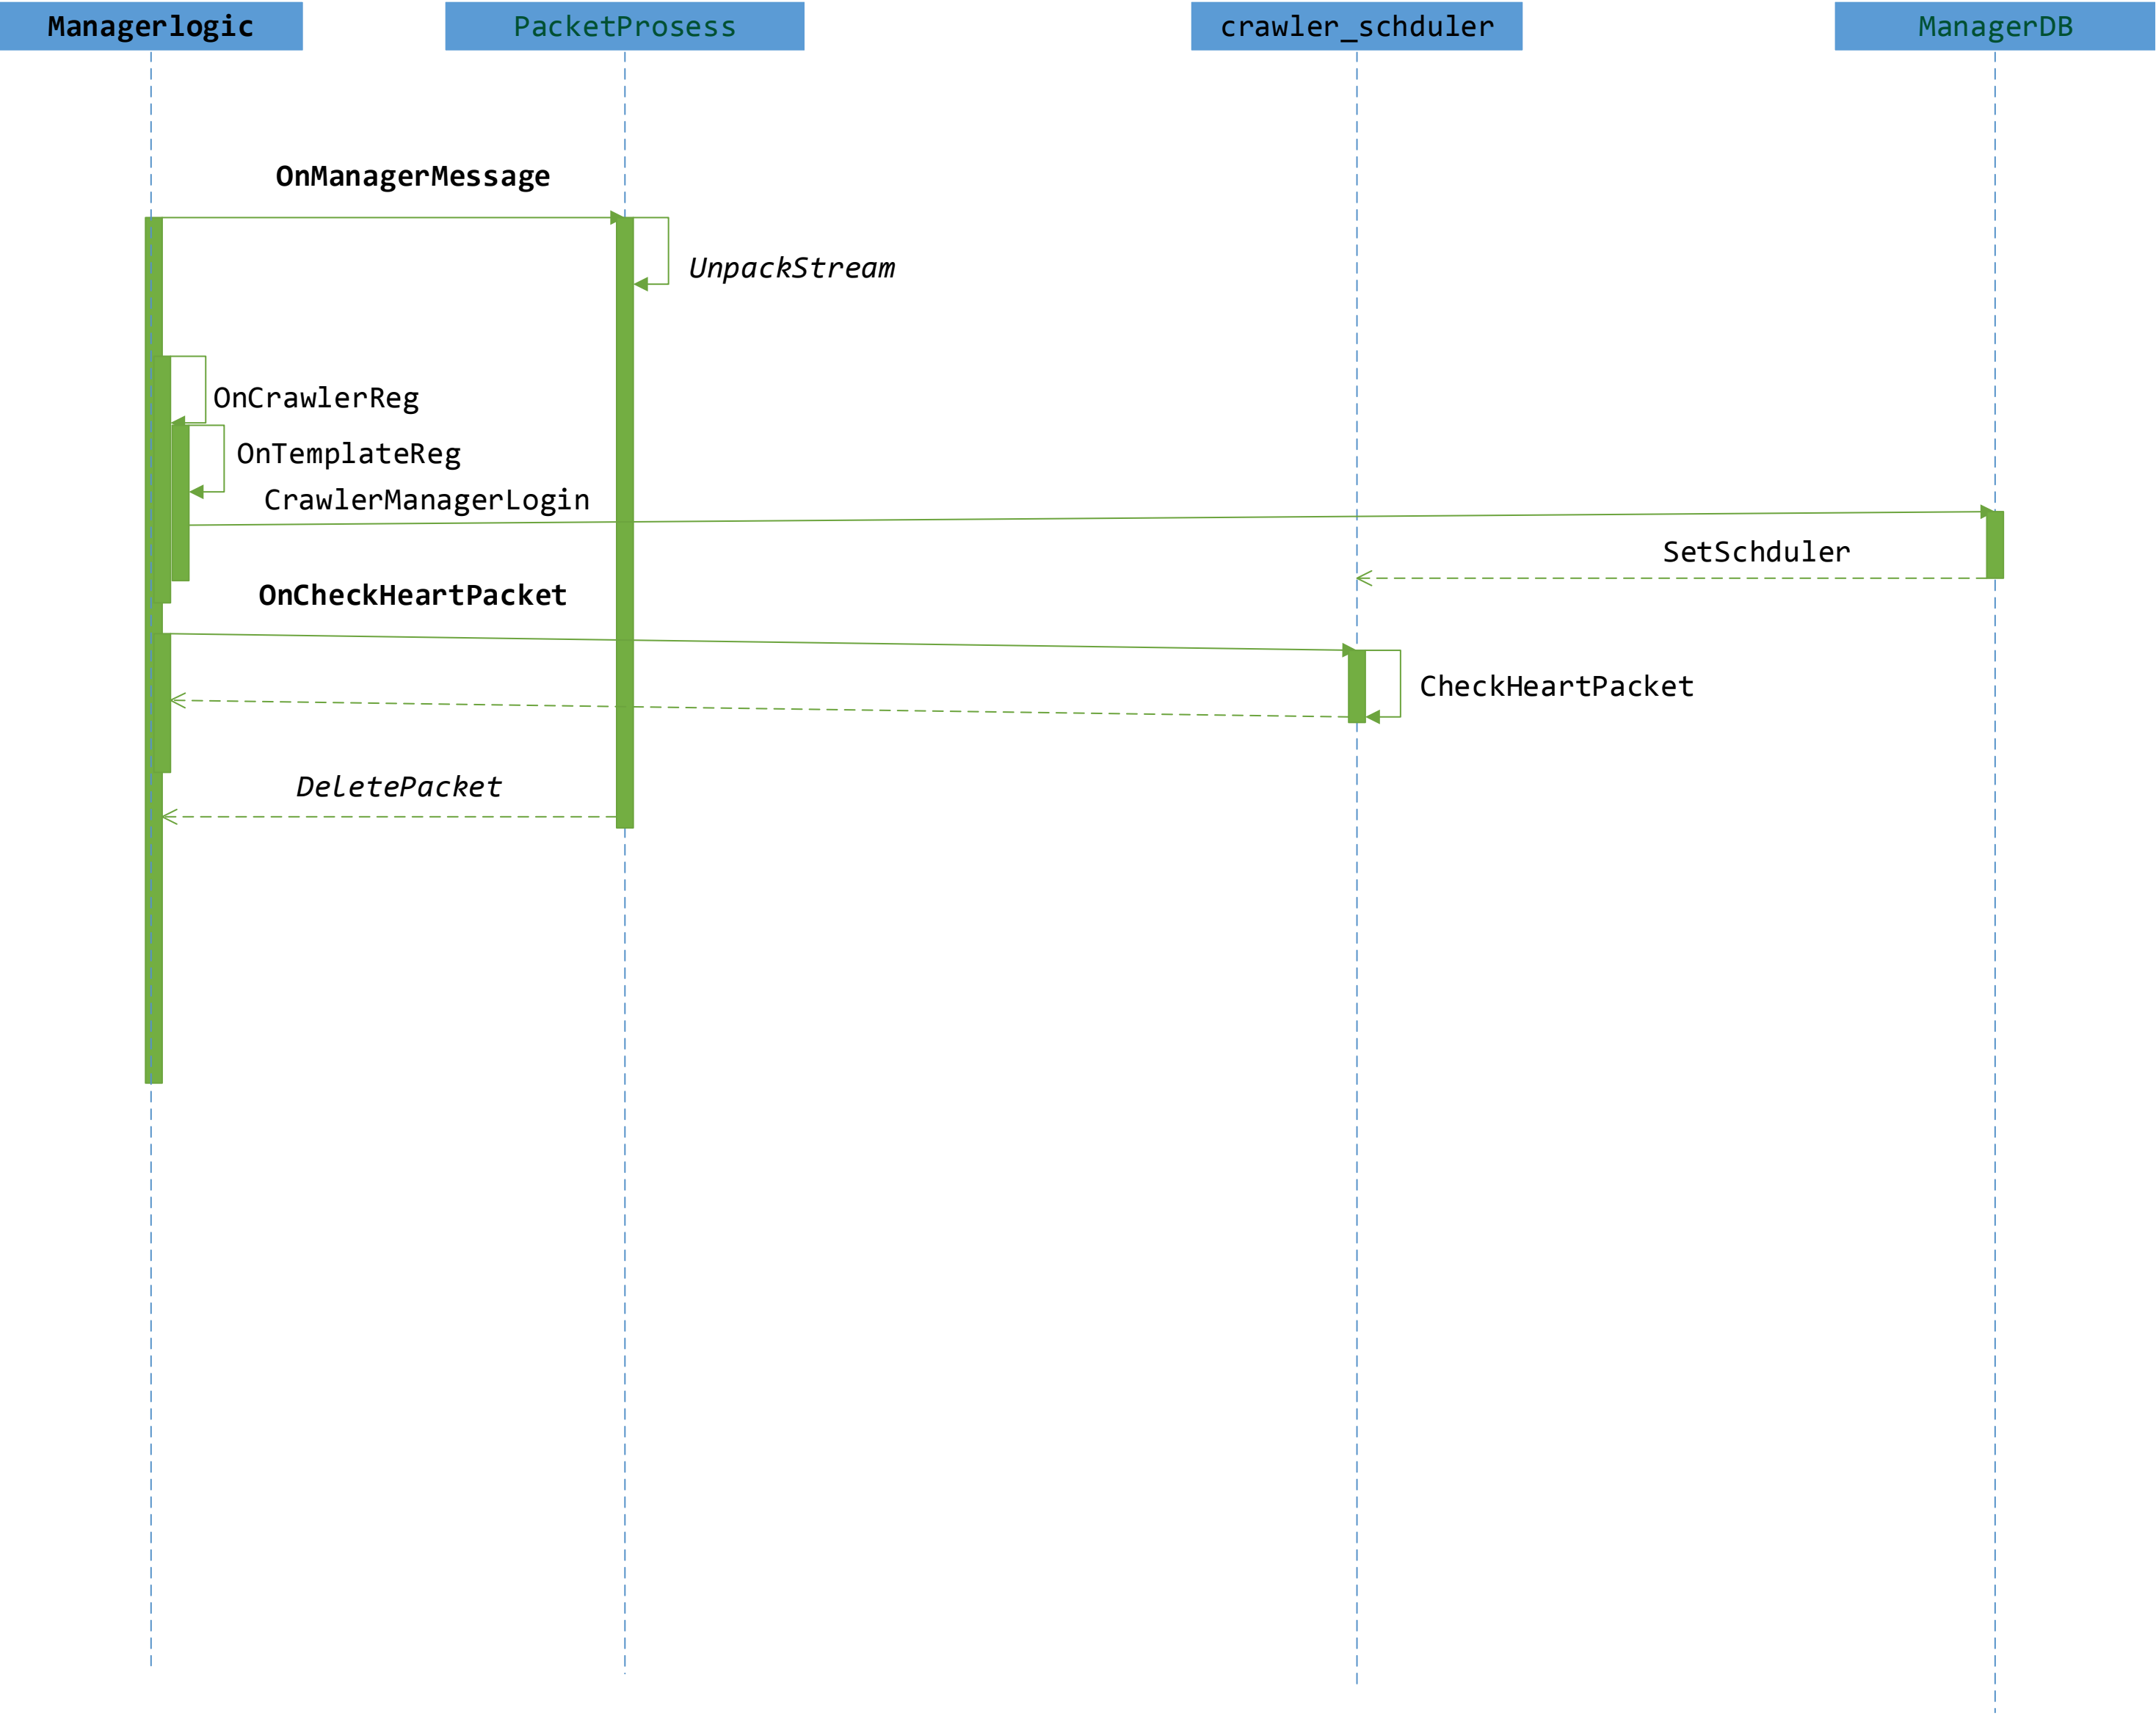 Managerlogic
PacketProsess
crawler_schduler
ManagerDB
OnManagerMessage
UnpackStream
OnCrawlerReg
OnTemplateReg
CrawlerManagerLogin
SetSchduler
OnCheckHeartPacket
CheckHeartPacket
DeletePacket